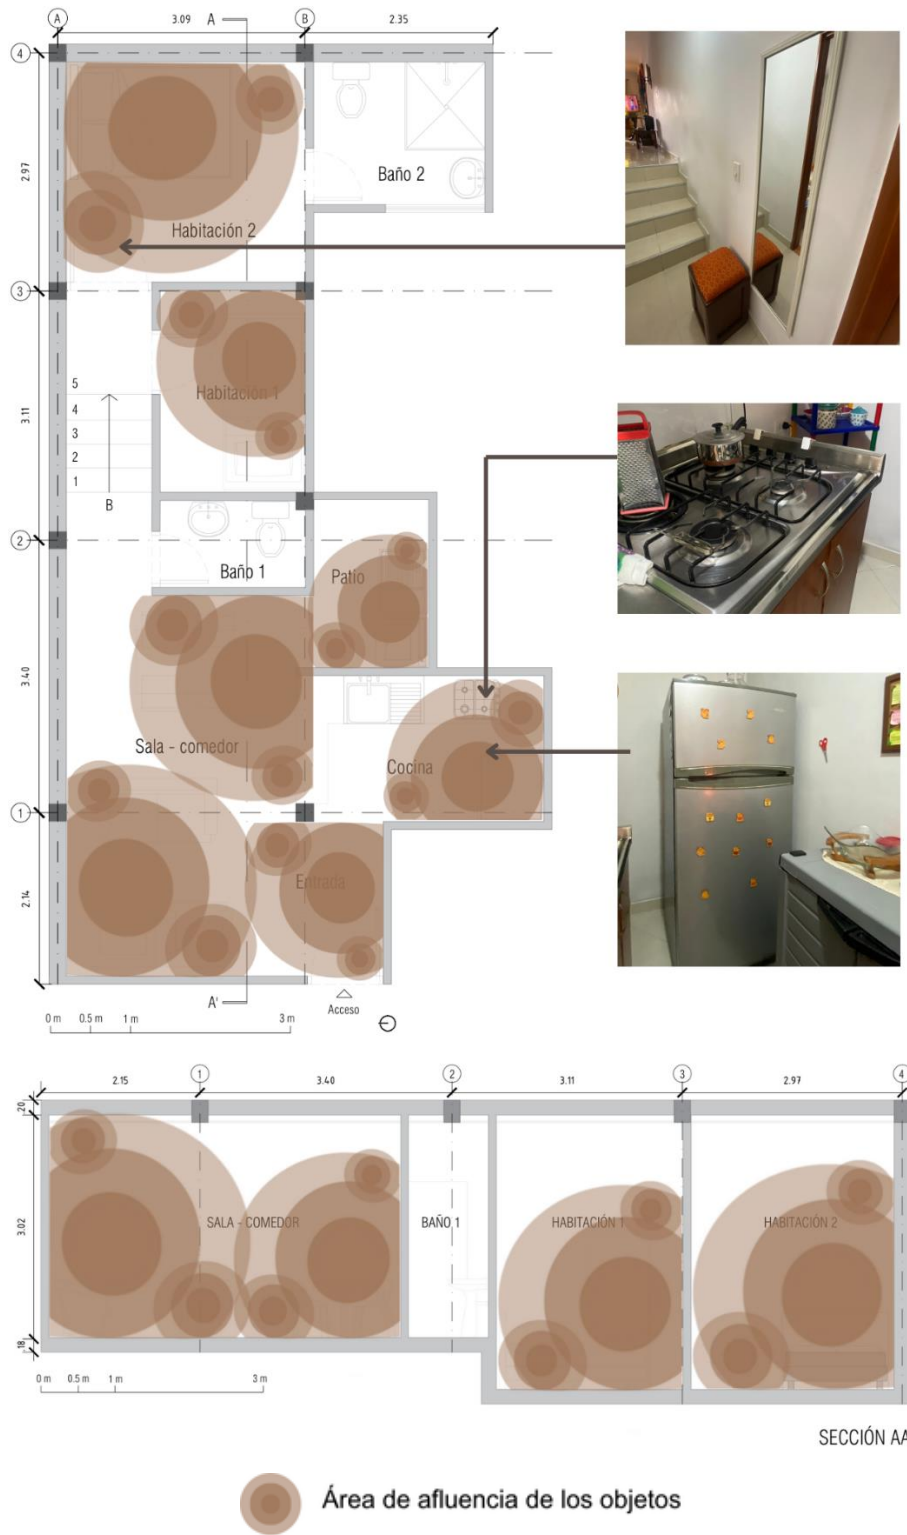 A
3.09
A
B
2.35
4
2.97
Baño 2
Habitación 2
3
3.11
Habitación 1
5
4
3
2
1
B
2
Baño 1
Patio
3.40
Sala - comedor
Cocina
1
2.14
Entrada
A'
Acceso
0 m 0.5 m 1 m 3 m
2.15
1
3.40
2
3.11
3
2.97
4
.20
3.02
.18
SALA - COMEDOR
BAÑO 1
HABITACIÓN 1
HABITACIÓN 2
0 m 0.5 m 1 m 3 m
SECCIÓN AA
Área de afluencia de los objetos